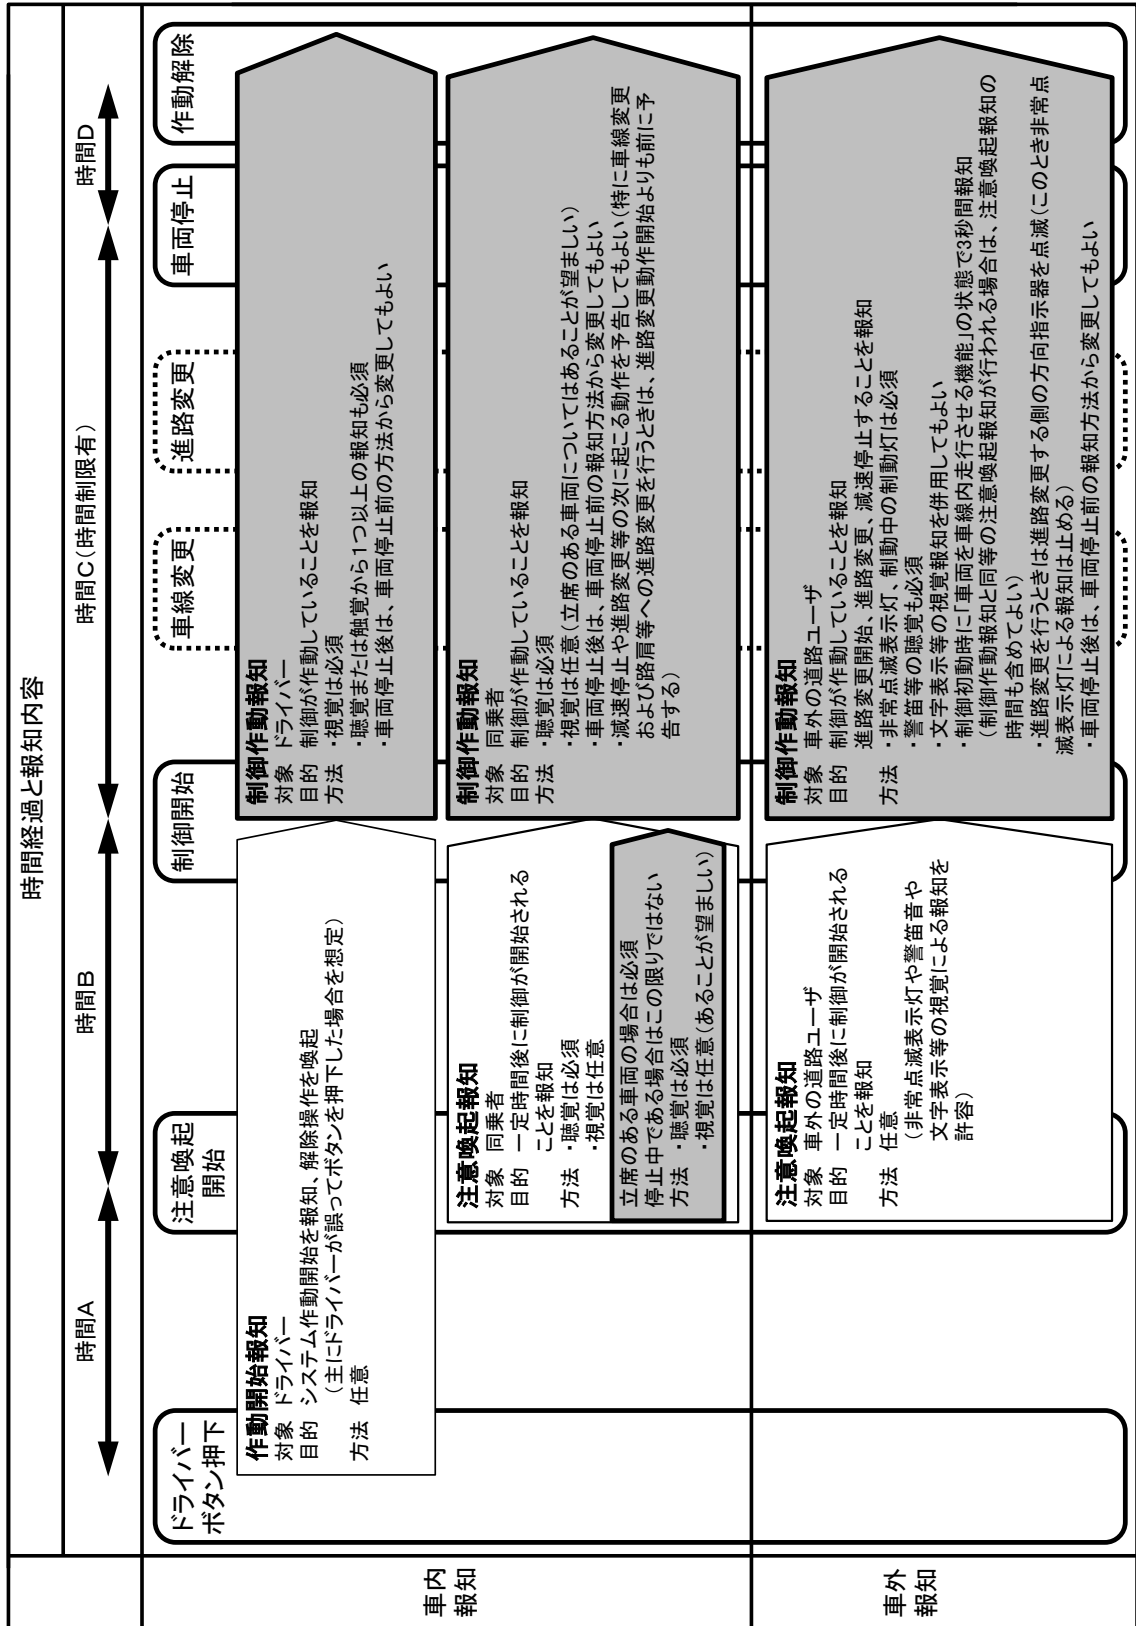 時間経過と報知内容
時間A
時間B
時間C(時間制限有)
時間D
ドライバー
ボタン押下
注意喚起
開始
制御開始
車線変更
進路変更
車両停止
作動解除
車内
報知
作動開始報知
対象 ドライバー
目的 システム作動開始を報知、解除操作を喚起
(主にドライバーが誤ってボタンを押下した場合を想定)
方法 任意
制御作動報知
対象 ドライバー
目的 制御が作動していることを報知
方法 ・視覚は必須
・聴覚または触覚から1つ以上の報知も必須
・車両停止後は、車両停止前の方法から変更してもよい
注意喚起報知
対象 同乗者
目的 一定時間後に制御が開始される
ことを報知
方法 ・聴覚は必須
・視覚は任意
立席のある車両の場合は必須
停止中である場合はこの限りではない
方法 ・聴覚は必須
・視覚は任意(あることが望ましい)
制御作動報知
対象 同乗者
目的 制御が作動していることを報知
方法 ・聴覚は必須
・視覚は任意(立席のある車両についてはあることが望ましい)
・車両停止後は、車両停止前の報知方法から変更してもよい
・減速停止や進路変更等の次に起こる動作を予告してもよい(特に車線変更
および路肩等への進路変更を行うときは、進路変更動作開始よりも前に予
告する)
車外
報知
注意喚起報知
対象 車外の道路ユーザ
目的 一定時間後に制御が開始される
ことを報知
方法 任意
(非常点滅表示灯や警笛音や
文字表示等の視覚による報知を
許容)
制御作動報知
対象 車外の道路ユーザ
目的 制御が作動していることを報知
進路変更開始、進路変更、減速停止することを報知
方法 ・非常点滅表示灯、制動中の制動灯は必須
・警笛等の聴覚も必須
・文字表示等の視覚報知を併用してもよい
・制御初動時に「車両を車線内走行させる機能」の状態で3秒間報知
(制御作動報知と同等の注意喚起報知が行われる場合は、注意喚起報知の
時間も含めてよい)
・進路変更を行うときは進路変更する側の方向指示器を点滅(このとき非常点
滅表示灯による報知は止める)
・車両停止後は、車両停止前の報知方法から変更してもよい